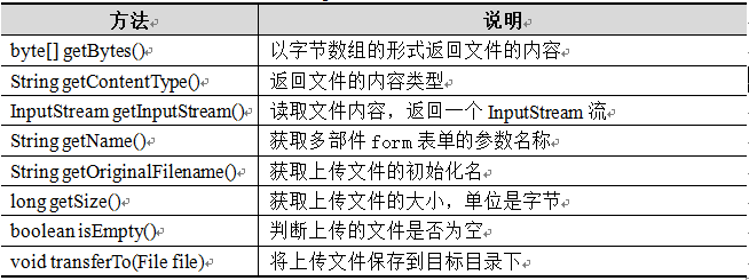 方法 说明
byte[] getBytes() 以字节数组的形式返回文件的内容
String getContentType() 返回文件的内容类型
InputStream getInputStream() 读取文件内容，返回一个 InputStream 流
String getName() 获取多部件 form 表单的参数名称
String getOriginalFilename() 获取上传文件的初始化名
long getSize() 获取上传文件的大小，单位是字节
boolean isEmpty() 判断上传的文件是否为空
void transferTo(File file) 将上传文件保存到目标目录下